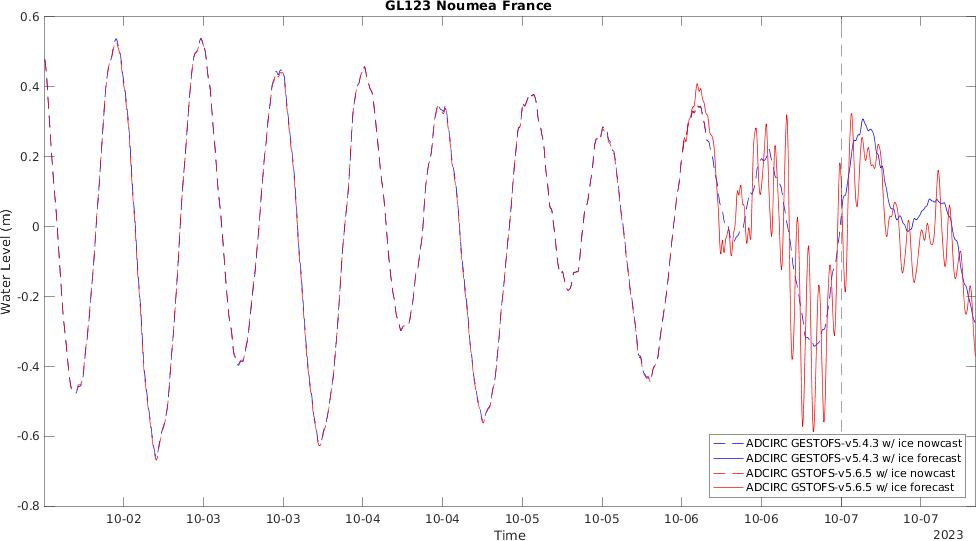 GL123 Noumea France
0.6
0.4
0.2
0
-0.2
-0.4
-0.6
-0.8
Water Level (m)
ADCIRC GESTOFS-v5.4.3 w/ ice nowcast
ADCIRC GESTOFS-v5.4.3 w/ ice forecast
ADCIRC GSTOFS-v5.6.5 w/ ice nowcast
ADCIRC GSTOFS-v5.6.5 w/ ice forecast
10-02 10-03 10-03 10-04 10-04 10-05 10-05 10-06 10-06 10-07 10-07
Time
2023